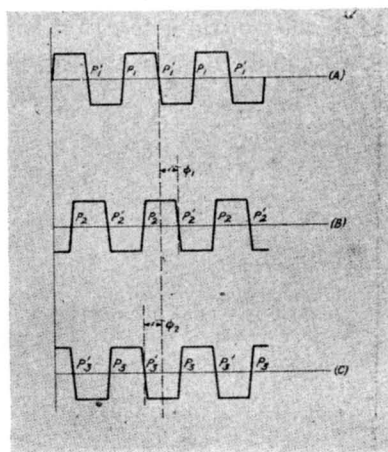 P₁' P₁ P₁' P₁ P₁' (A)
ϕ₁
P₂ P₂' P₂ P₂' P₂ P₂' (B)
ϕ₂
P₃' P₃ P₃' P₃ P₃' P₃ (C)